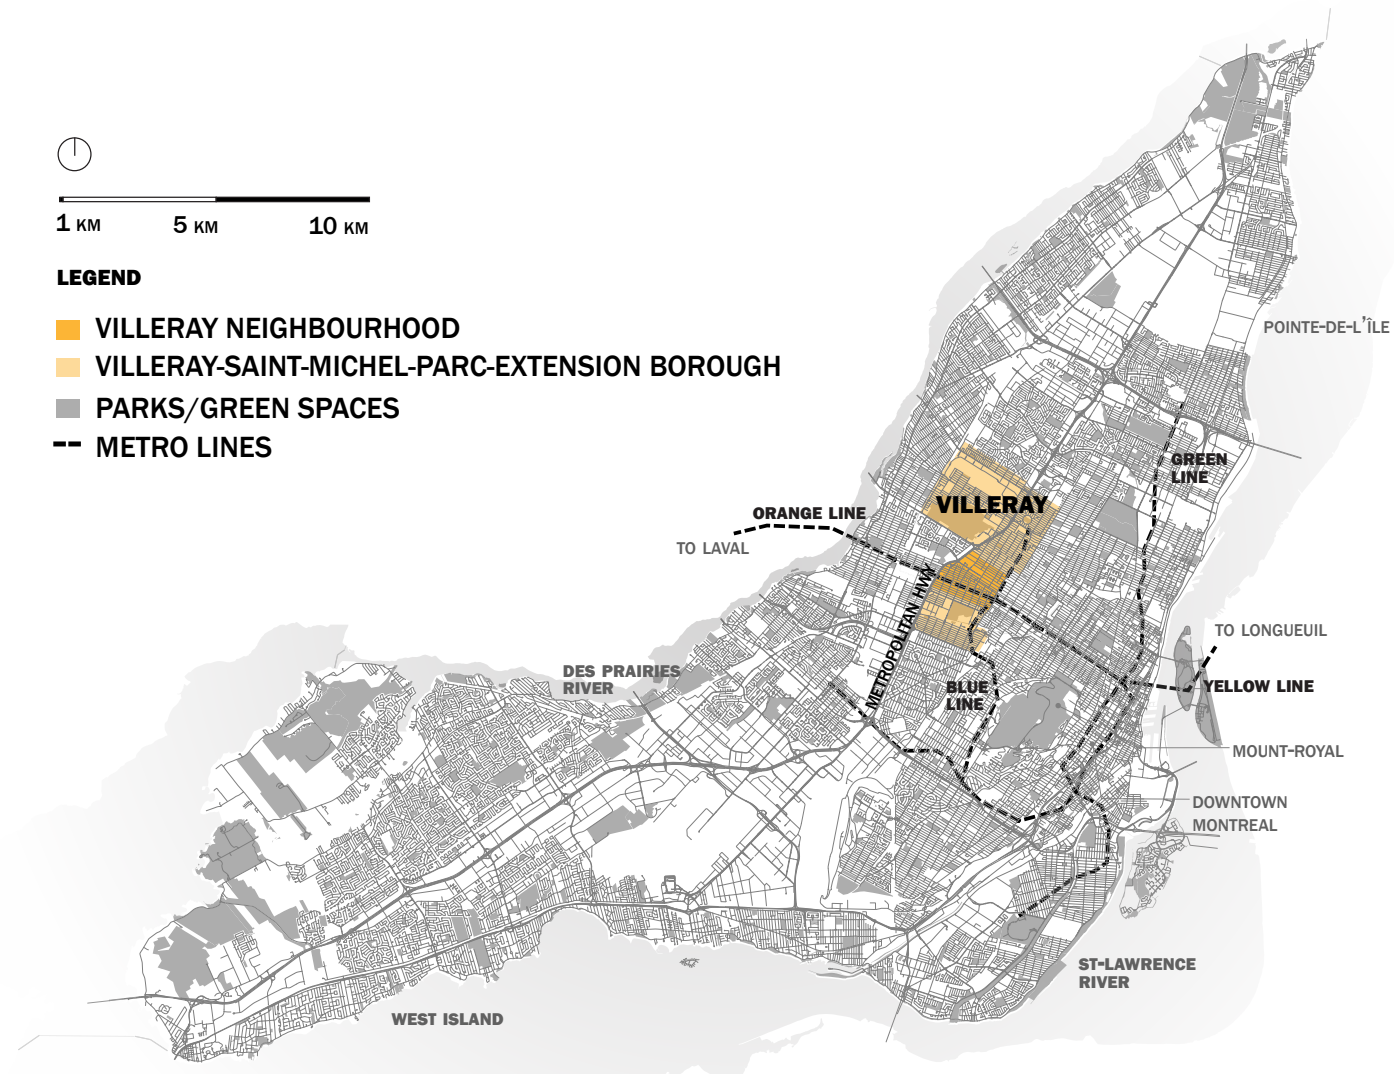 1 KM 5 KM 10 KM
LEGEND
VILLERAY NEIGHBOURHOOD
VILLERAY-SAINT-MICHEL-PARC-EXTENSION BOROUGH
PARKS/GREEN SPACES
METRO LINES
POINTE-DE-L'ÎLE
GREEN
LINE
VILLERAY
ORANGE LINE
TO LAVAL
METROPOLITAN HWY
TO LONGUEUIL
DES PRAIRIES
RIVER
BLUE
LINE
YELLOW LINE
MOUNT-ROYAL
DOWNTOWN
MONTREAL
ST-LAWRENCE
RIVER
WEST ISLAND